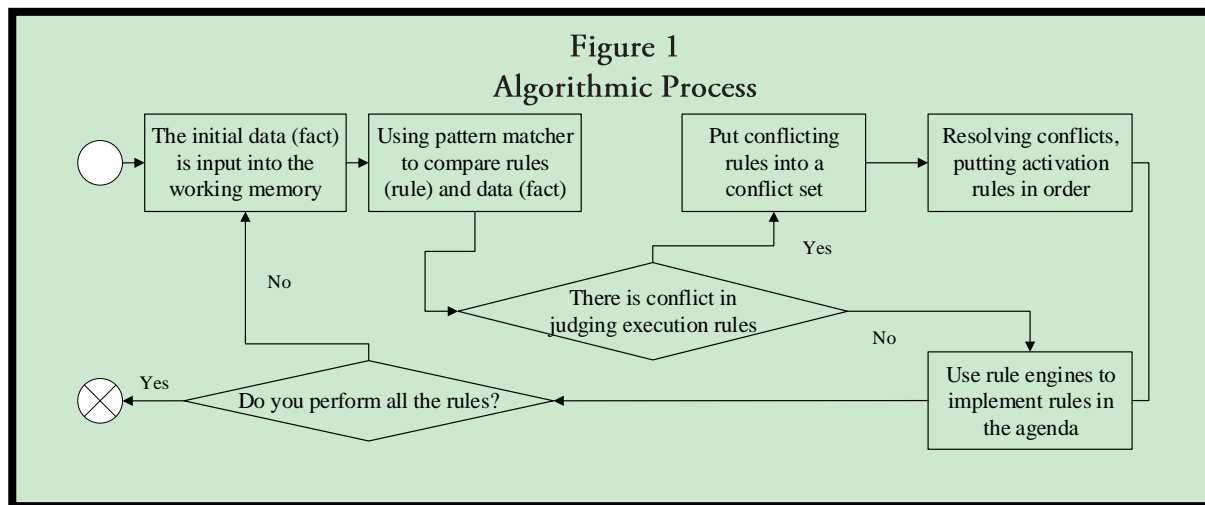 Figure 1
Algorithmic Process
The initial data (fact)
is input into the
working memory
Using pattern matcher
to compare rules
(rule) and data (fact)
Put conflicting
rules into a
conflict set
Resolving conflicts,
putting activation
rules in order
Yes
No
There is conflict in
judging execution rules
No
Use rule engines to
implement rules in
the agenda
Do you perform all the rules?
Yes